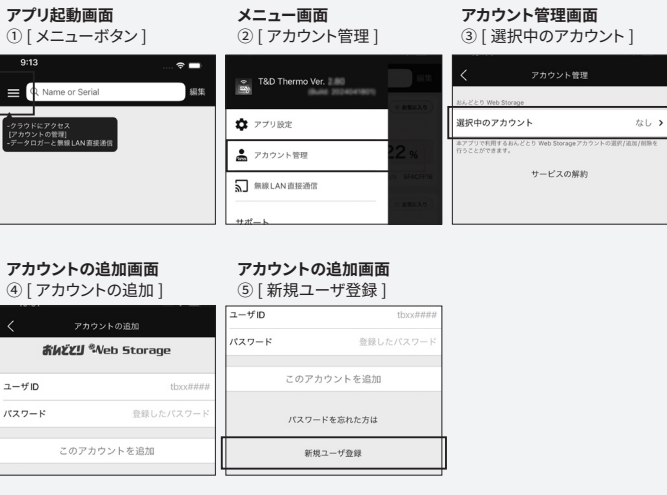 アプリ起動画面
① [ メニューボタン ]
9:13
Name or Serial
編集
-クラウドにアクセス
[アカウントの管理]
-データロガーと無線LAN直接通信
メニュー画面
② [ アカウント管理 ]
T&D Thermo Ver.
アプリ設定
アカウント管理
無線LAN直接通信
サポート
アカウント管理画面
③ [ 選択中のアカウント ]
アカウント管理
おんどとり Web Storage
選択中のアカウント
なし
本アプリで利用するおんどとり Web Storageアカウントの選択/追加/削除を
行うことができます。
サービスの解約
アカウントの追加画面
④ [ アカウントの追加 ]
アカウントの追加
おんどとり Web Storage
ユーザID
tbxx####
パスワード
登録したパスワード
このアカウントを追加
アカウントの追加画面
⑤ [ 新規ユーザ登録 ]
ユーザID
tbxx####
パスワード
登録したパスワード
このアカウントを追加
パスワードを忘れた方は
新規ユーザ登録